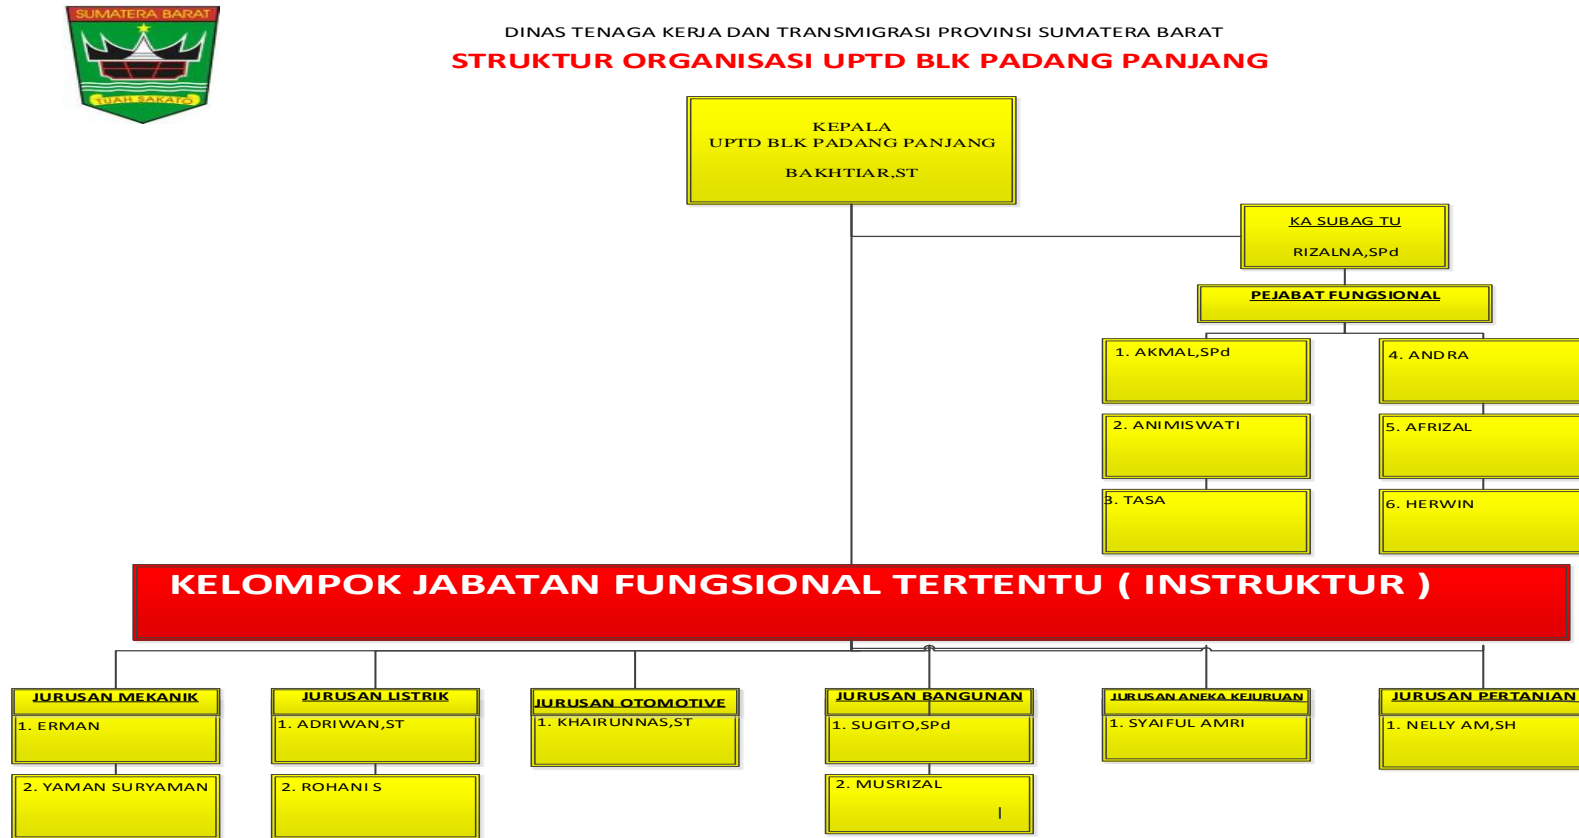 SUMATERA BARAT
TUAH SAKATO
DINAS TENAGA KERJA DAN TRANSMIGRASI PROVINSI SUMATERA BARAT
STRUKTUR ORGANISASI UPTD BLK PADANG PANJANG
KEPALA
UPTD BLK PADANG PANJANG
BAKHTIAR,ST
KA SUBAG TU
RIZALNA,SPd
PEJABAT FUNGSIONAL
1. AKMAL,SPd
4. ANDRA
2. ANIMISWATI
5. AFRIZAL
3. TASA
6. HERWIN
KELOMPOK JABATAN FUNGSIONAL TERTENTU ( INSTRUKTUR )
JURUSAN MEKANIK
1. ERMAN
2. YAMAN SURYAMAN
JURUSAN LISTRIK
1. ADRIWAN,ST
2. ROHANI S
JURUSAN OTOMOTIVE
1. KHAIRUNNAS,ST
JURUSAN BANGUNAN
1. SUGITO,SPd
2. MUSRIZAL
JURUSAN ANEKA KEJURUAN
1. SYAIFUL AMRI
JURUSAN PERTANIAN
1. NELLY AM,SH